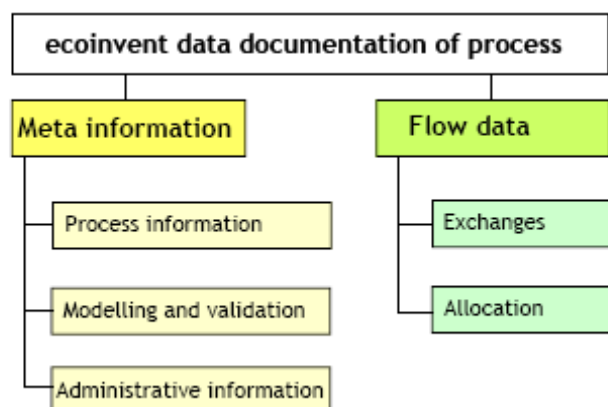 ecoinvent data documentation of process
Meta information
Flow data
Process information
Exchanges
Modelling and validation
Allocation
Administrative information